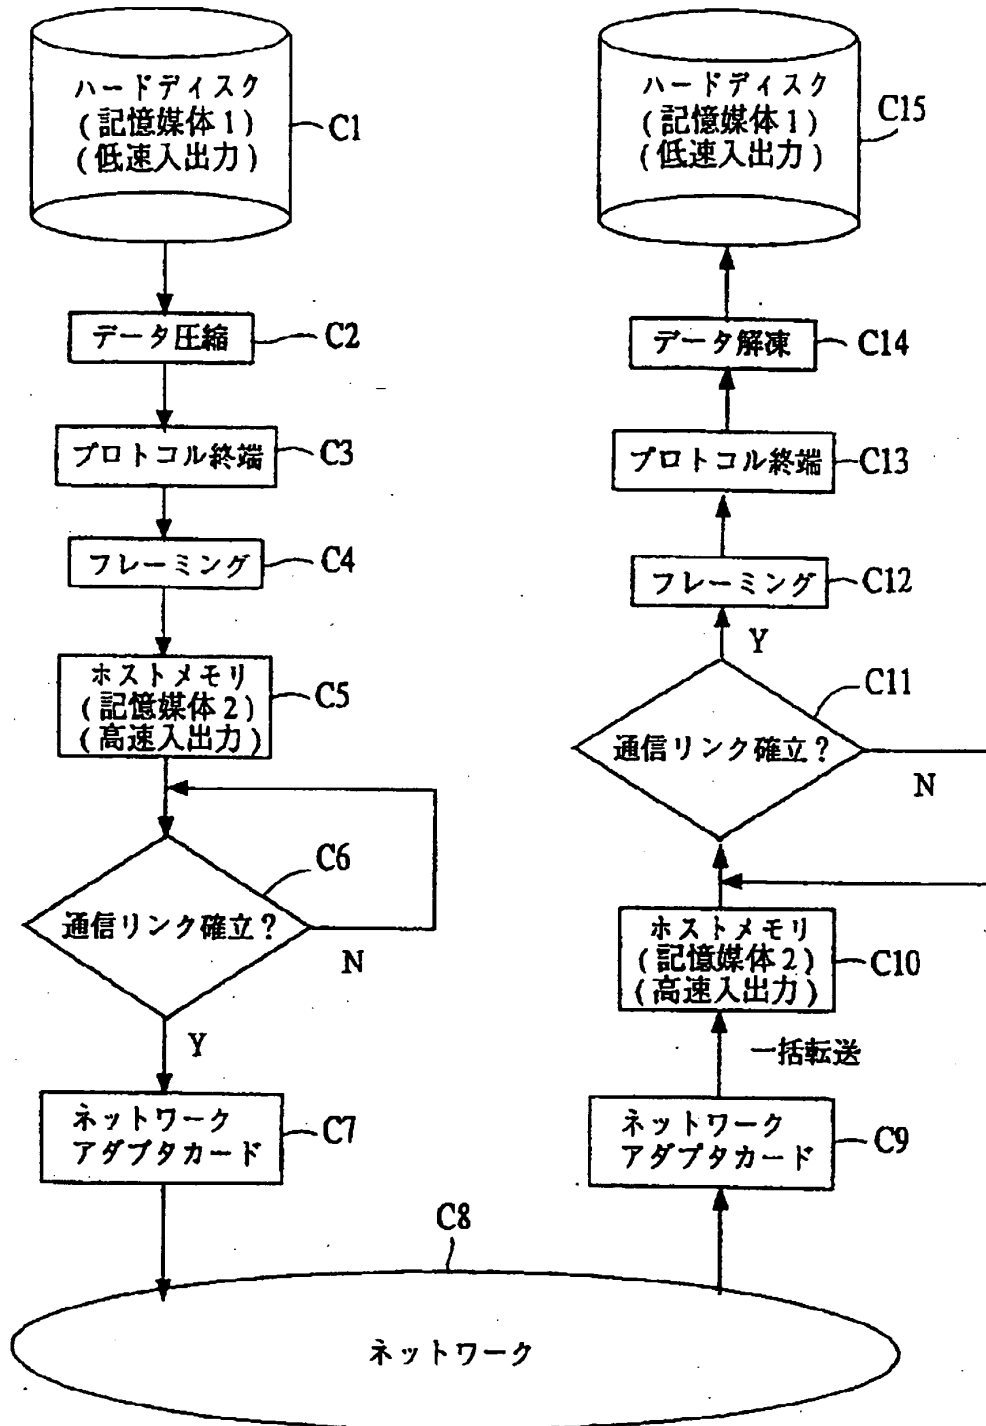 ハードディスク
(記憶媒体1)
(低速入出力)
C1
データ圧縮
C2
プロトコル終端
C3
フレーミング
C4
ホストメモリ
(記憶媒体2)
(高速入出力)
C5
C6
通信リンク確立?
N
Y
ネットワーク
アダプタカード
C7
C8
ネットワーク
ハードディスク
(記憶媒体1)
(低速入出力)
C15
データ解凍
C14
プロトコル終端
C13
フレーミング
C12
Y
C11
通信リンク確立?
N
ホストメモリ
(記憶媒体2)
(高速入出力)
C10
一括転送
ネットワーク
アダプタカード
C9